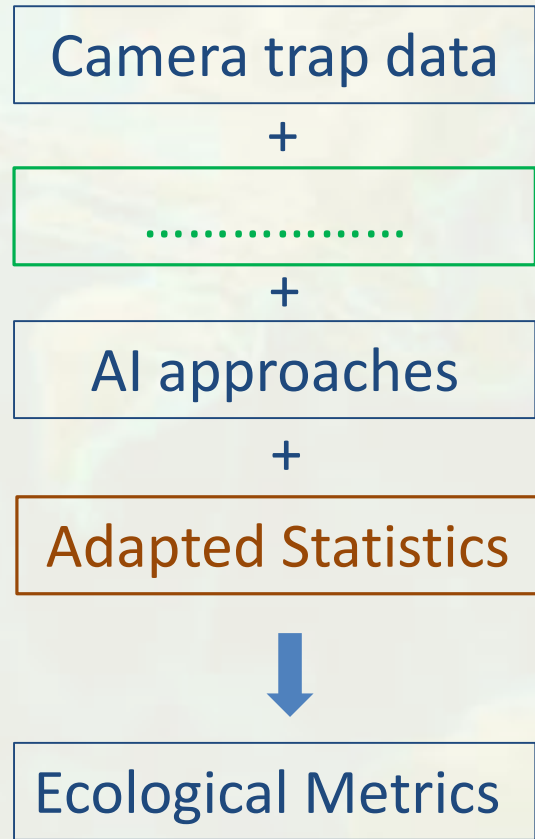 Camera trap data
+
..................
+
AI approaches
+
Adapted Statistics
Ecological Metrics